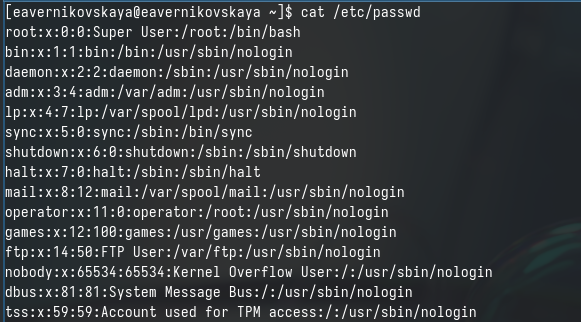 [eavernikovskaya@eavernikovskaya ~]$ cat /etc/passwd
root:x:0:0:Super User:/root:/bin/bash
bin:x:1:1:bin:/bin:/usr/sbin/nologin
daemon:x:2:2:daemon:/sbin:/usr/sbin/nologin
adm:x:3:4:adm:/var/adm:/usr/sbin/nologin
lp:x:4:7:lp:/var/spool/lpd:/usr/sbin/nologin
sync:x:5:0:sync:/sbin:/bin/sync
shutdown:x:6:0:shutdown:/sbin:/sbin/shutdown
halt:x:7:0:halt:/sbin:/sbin/halt
mail:x:8:12:mail:/var/spool/mail:/usr/sbin/nologin
operator:x:11:0:operator:/root:/usr/sbin/nologin
games:x:12:100:games:/usr/games:/usr/sbin/nologin
ftp:x:14:50:FTP User:/var/ftp:/usr/sbin/nologin
nobody:x:65534:65534:Kernel Overflow User:/:/usr/sbin/nologin
dbus:x:81:81:System Message Bus:/:/usr/sbin/nologin
tss:x:59:59:Account used for TPM access:/:/usr/sbin/nologin